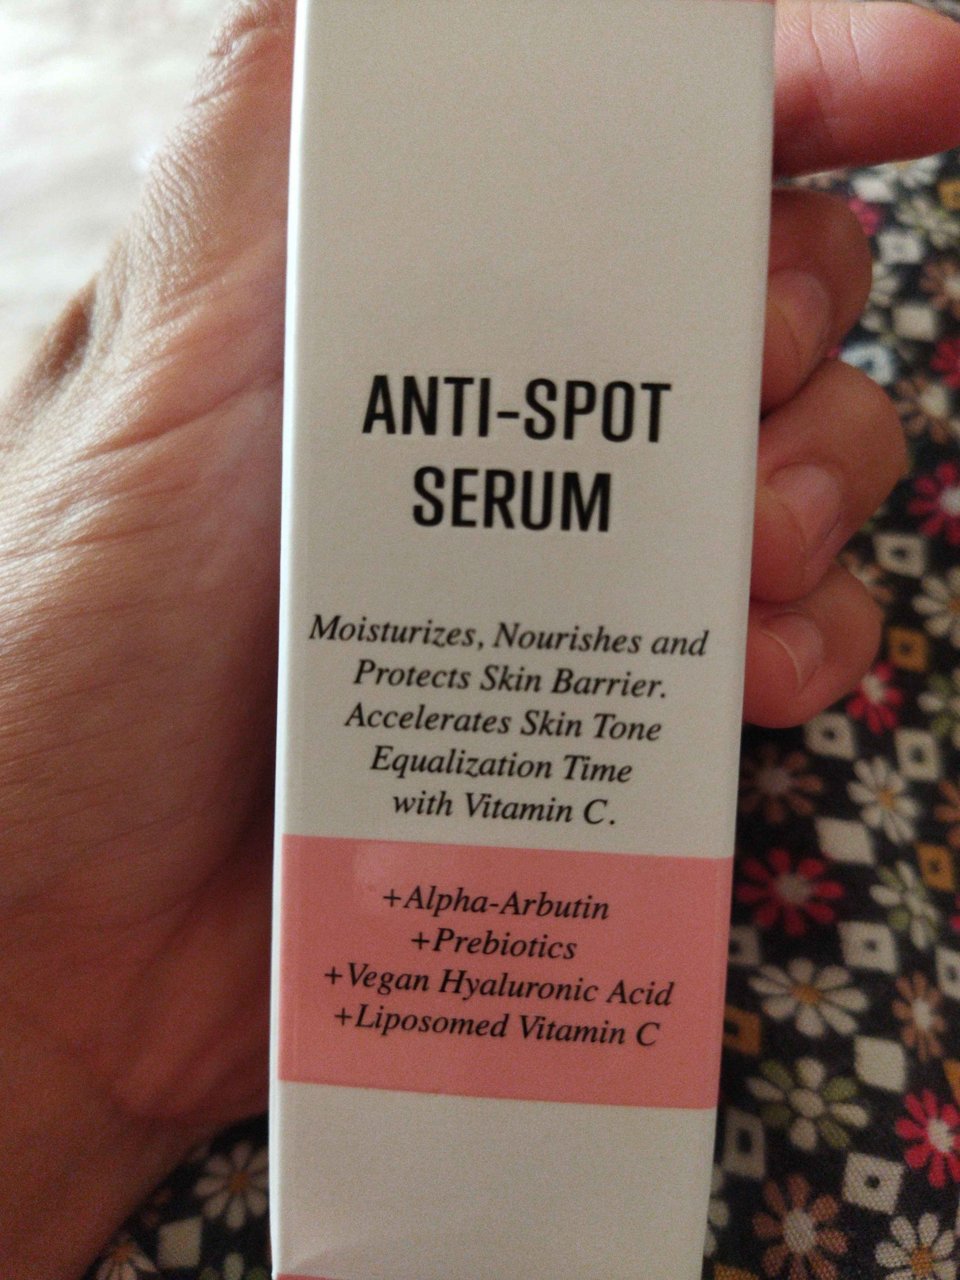 ANTI-SPOT
SERUM
Moisturizes, Nourishes and
Protects Skin Barrier.
Accelerates Skin Tone
Equalization Time
with Vitamin C.
+Alpha-Arbutin
+Prebiotics
+Vegan Hyaluronic Acid
+Liposomed Vitamin C